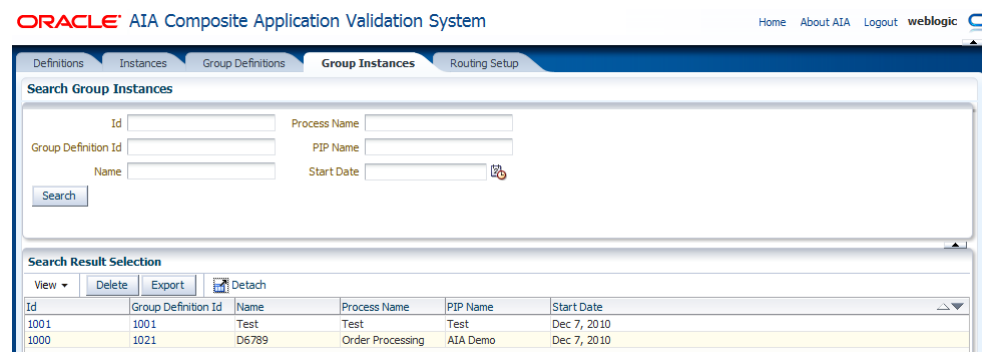 ORACLE AIA Composite Application Validation System
Home About AIA Logout weblogic
Definitions Instances Group Definitions Group Instances Routing Setup
Search Group Instances
Id Process Name
Group Definition Id PIP Name
Name Start Date
Search
Search Result Selection
View Delete Export Detach
Id Group Definition Id Name Process Name PIP Name Start Date
1001 1001 Test Test Test Dec 7, 2010
1000 1021 D6789 Order Processing AIA Demo Dec 7, 2010